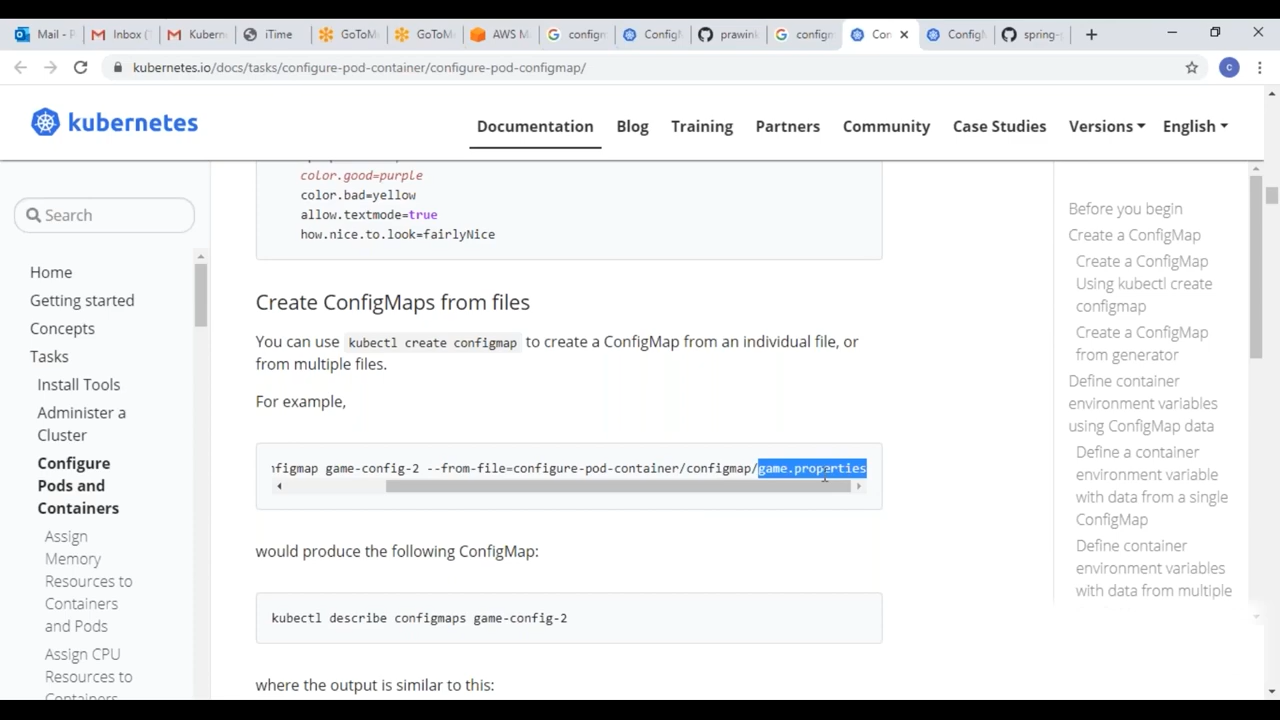 Mail - P
Inbox (
Kubern
iTime
GoToM
GoToM
AWS M
config
Config
prawin
config
Con
Config
spring-
kubernetes.io/docs/tasks/configure-pod-container/configure-pod-configmap/
C
kubernetes
Documentation
Blog
Training
Partners
Community
Case Studies
Versions
English
Search
Home
Getting started
Concepts
Tasks
Install Tools
Administer a
Cluster
Configure
Pods and
Containers
Assign
Memory
Resources to
Containers
and Pods
Assign CPU
Resources to
Containers
color.good=purple
color.bad=yellow
allow.textmode=true
how.nice.to.look=fairlyNice
Create ConfigMaps from files
You can use kubectl create configmap to create a ConfigMap from an individual file, or
from multiple files.
For example,
figmap game-config-2 --from-file=configure-pod-container/configmap/game.properties
would produce the following ConfigMap:
kubectl describe configmaps game-config-2
where the output is similar to this:
Before you begin
Create a ConfigMap
Create a ConfigMap
Using kubectl create
configmap
Create a ConfigMap
from generator
Define container
environment variables
using ConfigMap data
Define a container
environment variable
with data from a single
ConfigMap
Define container
environment variables
with data from multiple